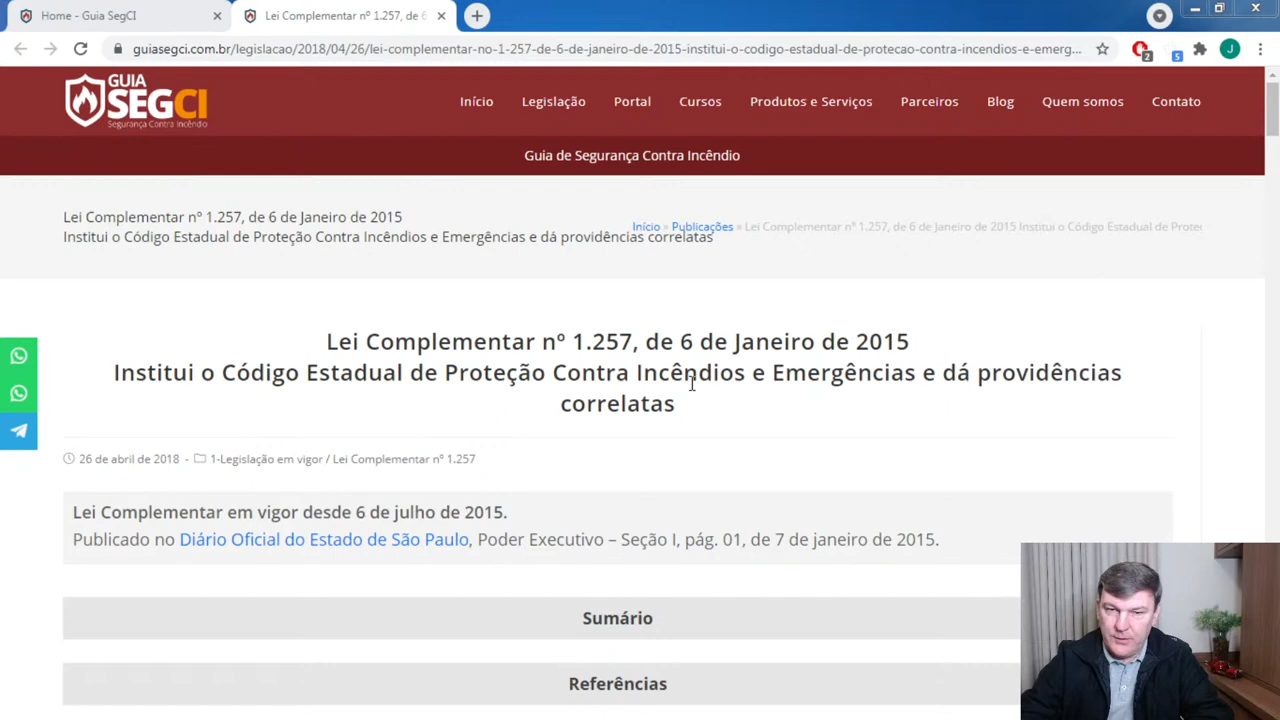 Home - Guia SegCI
Lei Complementar nº 1.257, de 6
guiasegci.com.br/legislacao/2018/04/26/lei-complementar-no-1-257-de-6-de-janeiro-de-2015-institui-o-codigo-estadual-de-protecao-contra-incendios-e-emerg...
2
5
J
GUIA
SEGCI
Segurança Contra Incêndio
Início
Legislação
Portal
Cursos
Produtos e Serviços
Parceiros
Blog
Quem somos
Contato
Guia de Segurança Contra Incêndio
Lei Complementar nº 1.257, de 6 de Janeiro de 2015
Institui o Código Estadual de Proteção Contra Incêndios e Emergências e dá providências correlatas
Início » Publicações » Lei Complementar nº 1.257, de 6 de Janeiro de 2015 Institui o Código Estadual de Prote
Lei Complementar nº 1.257, de 6 de Janeiro de 2015
Institui o Código Estadual de Proteção Contra Incêndios e Emergências e dá providências
correlatas
26 de abril de 2018 - 1-Legislação em vigor / Lei Complementar nº 1.257
Lei Complementar em vigor desde 6 de julho de 2015.
Publicado no Diário Oficial do Estado de São Paulo, Poder Executivo – Seção I, pág. 01, de 7 de janeiro de 2015.
Sumário
Referências